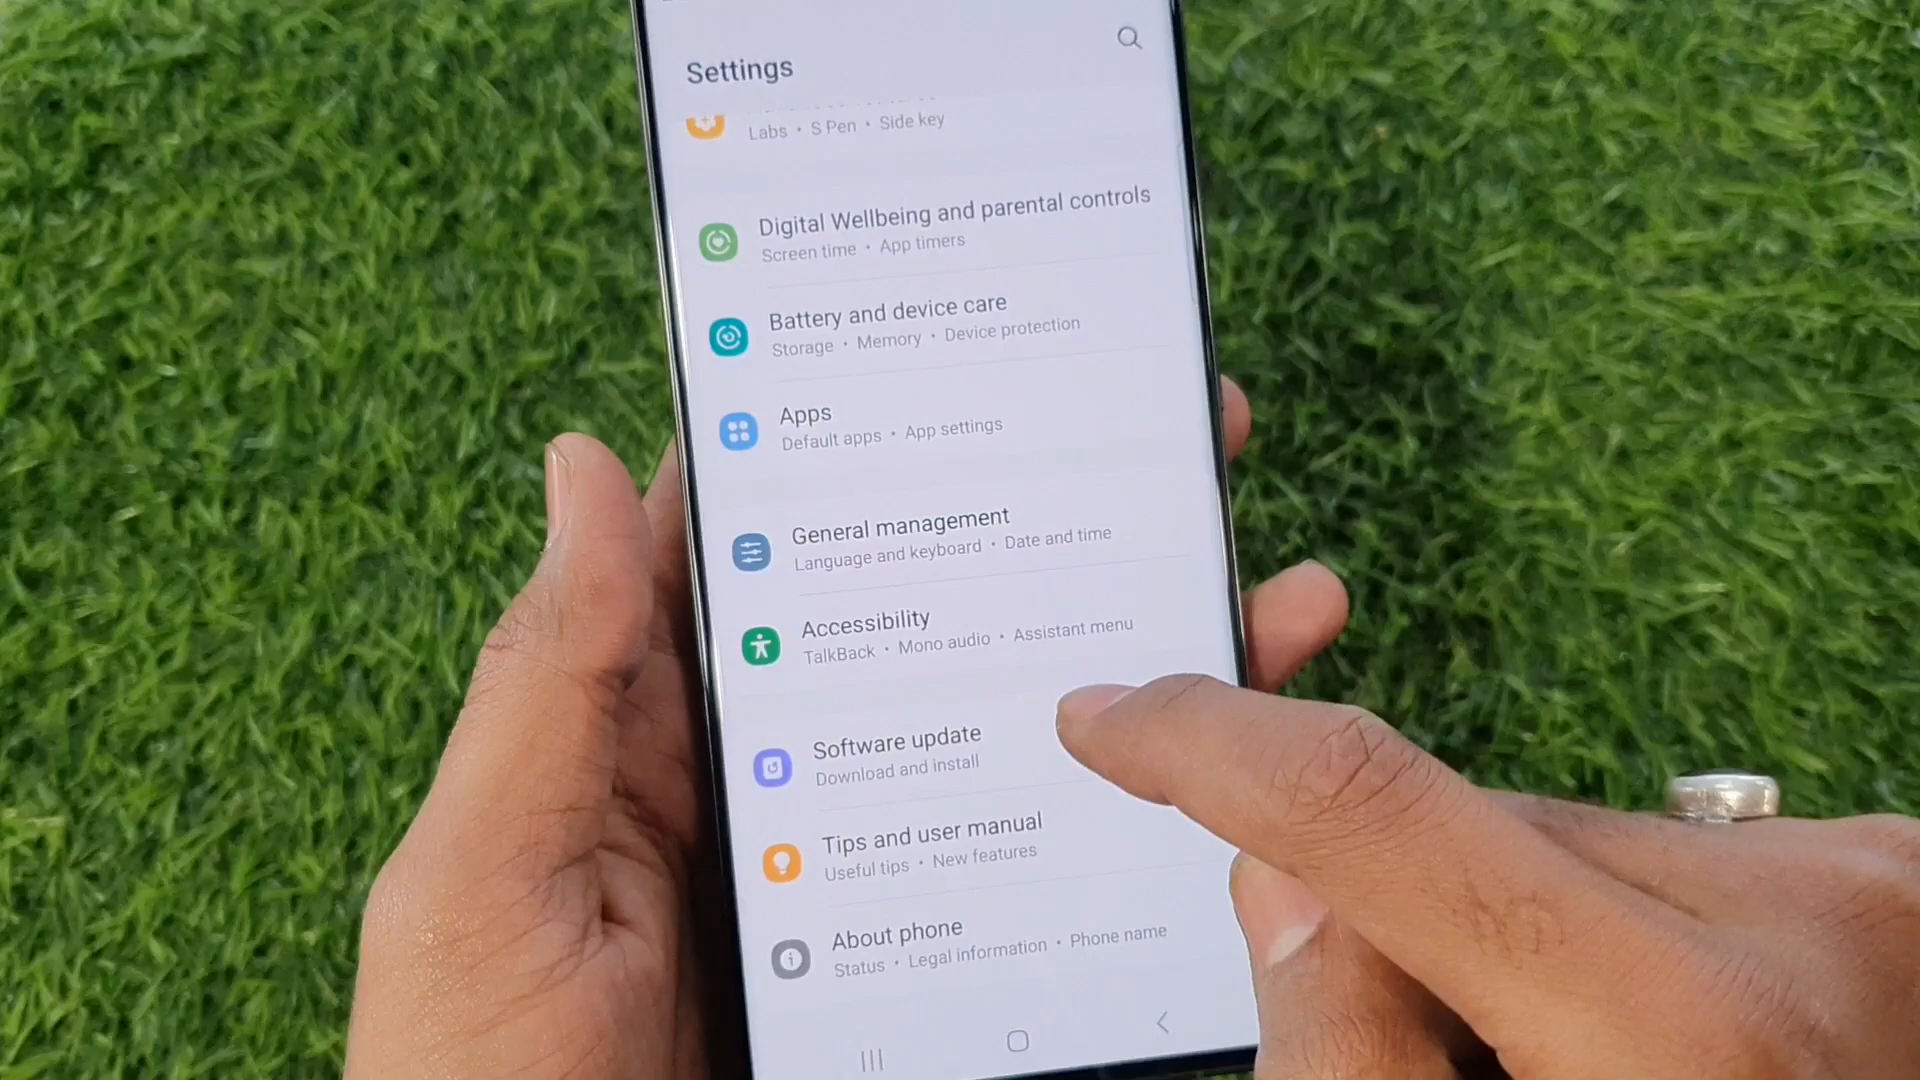 Settings
Labs • S Pen • Side key
Digital Wellbeing and parental controls
Screen time • App timers
Battery and device care
Storage • Memory • Device protection
Apps
Default apps • App settings
General management
Language and keyboard • Date and time
Accessibility
TalkBack • Mono audio • Assistant menu
Software update
Download and install
Tips and user manual
Useful tips • New features
About phone
Status • Legal information • Phone name